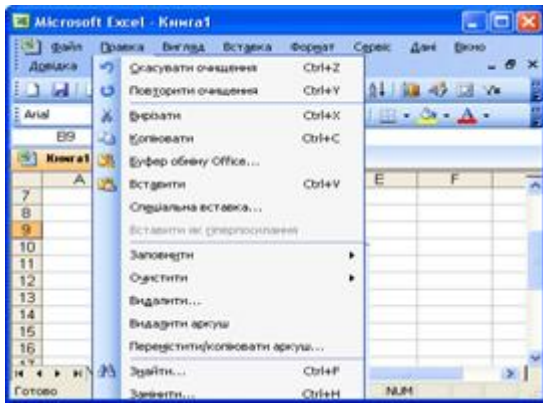 Microsoft Excel - Книга1
Файл Правка Вигляд Вставка Формат Сервіс Дані Вікно
Довідка
Скасувати очищення Ctrl+Z
Повторити очищення Ctrl+Y
Arial
Вирізати Ctrl+X
B9
Копіювати Ctrl+C
Книга1
Буфер обміну Office...
A E F
Вставити Ctrl+V
7
Спеціальна вставка...
8
9
Вставити як гіперпосилання
10
Заповнити
11
12
Очистити
13
Видалити...
14
Видалити аркуш
15
16
Перемістити/копіювати аркуш...
Знайти... Ctrl+F
Готово
Замінити... Ctrl+H
NUM